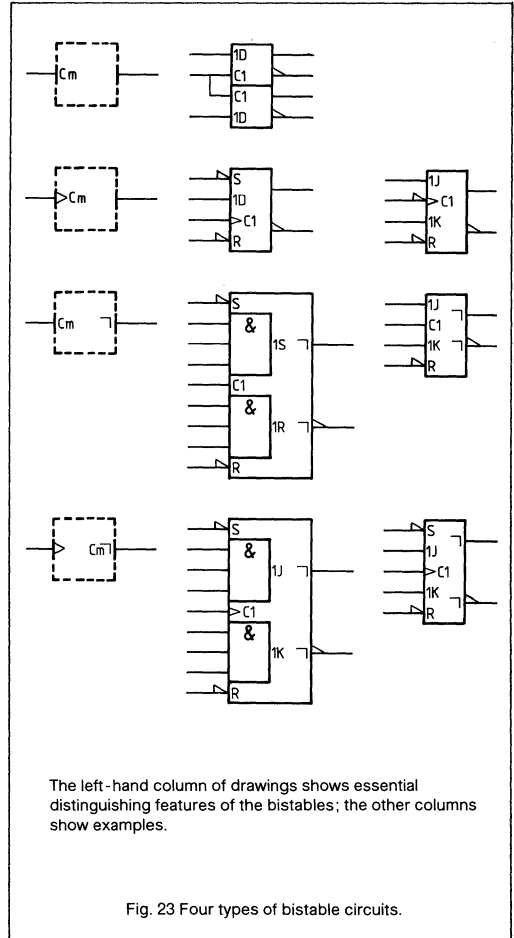 Cm
1D
C1
C1
1D
Cm
S
1D
C1
R
1J
C1
1K
R
Cm ┐
S
&
1S ┐
C1
&
1R ┐
R
1J ┐
C1
1K ┐
R
Cm┐
S
&
1J ┐
C1
&
1K ┐
R
S ┐
1J
C1
1K ┐
R
The left-hand column of drawings shows essential
distinguishing features of the bistables; the other columns
show examples.
Fig. 23 Four types of bistable circuits.